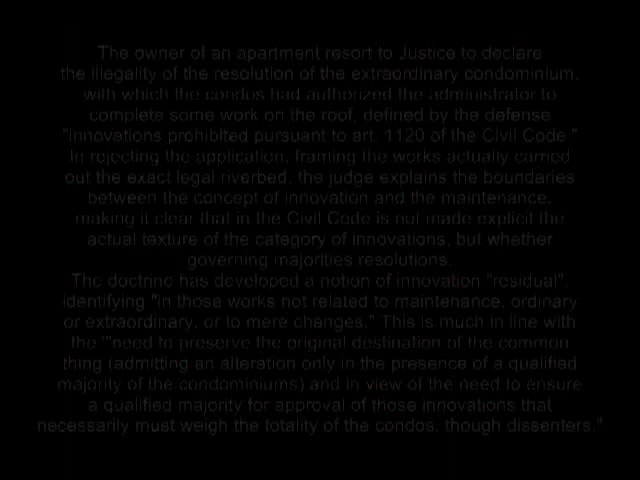 The owner of an apartment resort to Justice to declare
the illegality of the resolution of the extraordinary condominium,
with which the condos had authorized the administrator to
complete some work on the roof, defined by the defense
"innovations prohibited pursuant to art. 1120 of the Civil Code."
In rejecting the application, framing the works actually carried
out the exact legal riverbed, the judge explains the boundaries
between the concept of innovation and the maintenance,
making it clear that in the Civil Code is not made explicit the
actual texture of the category of innovations, but whether
governing majorities resolutions.
The doctrine has developed a notion of innovation "residual",
identifying "in those works not related to maintenance, ordinary
or extraordinary, or to mere changes." This is much in line with
the "'need to preserve the original destination of the common
thing (admitting an alteration only in the presence of a qualified
majority of the condominiums) and in view of the need to ensure
a qualified majority for approval of those innovations that
necessarily must weigh the totality of the condos, though dissenters."